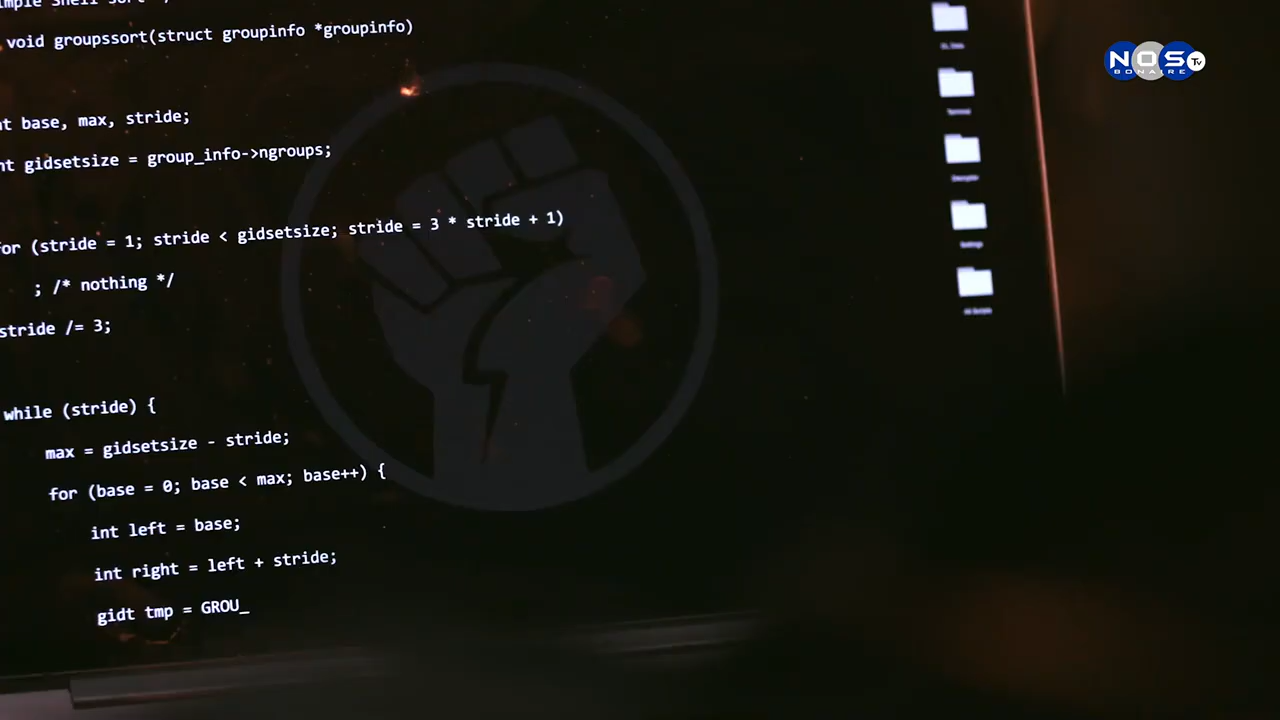 void groupssort(struct groupinfo *groupinfo)
base, max, stride;
gidsetsize = group_info->ngroups;
(stride = 1; stride < gidsetsize; stride = 3 * stride + 1)
; /* nothing */
stride /= 3;
while (stride) {
max = gidsetsize - stride;
for (base = 0; base < max; base++) {
int left = base;
int right = left + stride;
gidt tmp = GROU_
NOS TV
BONAIRE